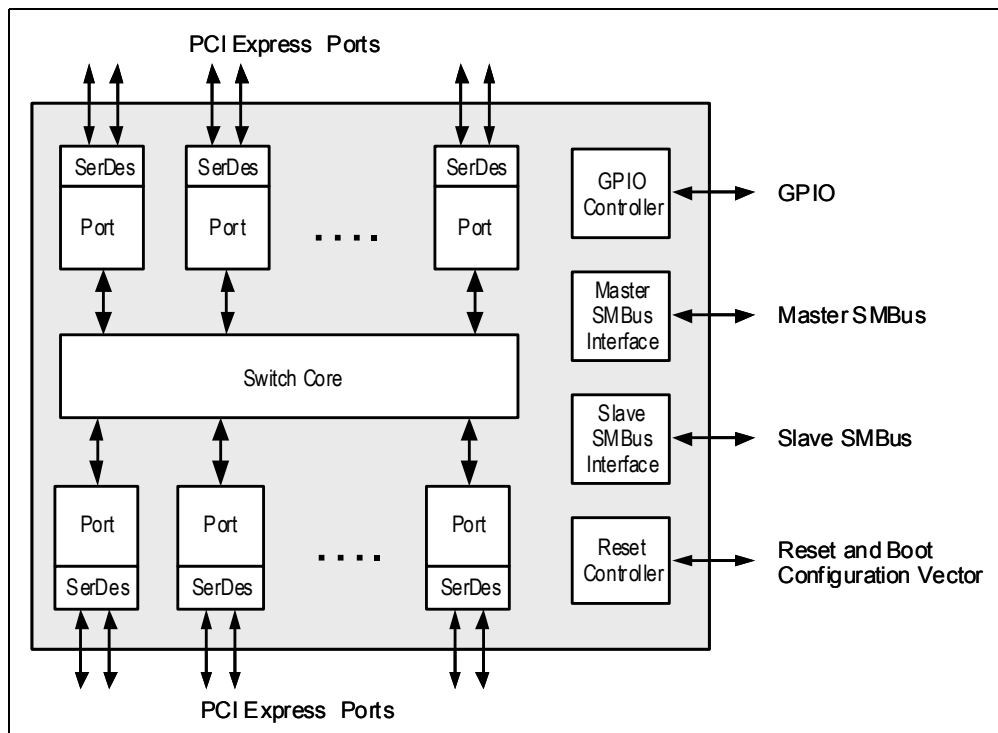 PCI Express Ports
SerDes
SerDes
SerDes
Port
Port
. . . .
Port
GPIO
Controller
GPIO
Master
SMBus
Interface
Master SMBus
Switch Core
Slave
SMBus
Interface
Slave SMBus
Port
Port
. . . .
Port
SerDes
SerDes
SerDes
Reset
Controller
Reset and Boot
Configuration Vector
PCI Express Ports